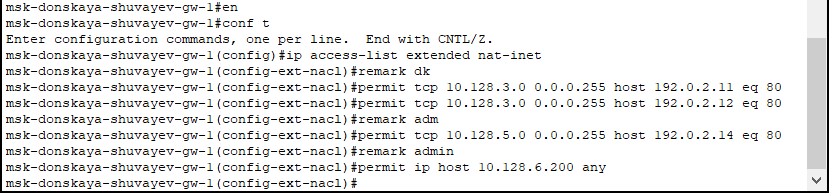 msk-donskaya-shuvayev-gw-1#en
msk-donskaya-shuvayev-gw-1#conf t
Enter configuration commands, one per line.  End with CNTL/Z.
msk-donskaya-shuvayev-gw-1(config)#ip access-list extended nat-inet
msk-donskaya-shuvayev-gw-1(config-ext-nacl)#remark dk
msk-donskaya-shuvayev-gw-1(config-ext-nacl)#permit tcp 10.128.3.0 0.0.0.255 host 192.0.2.11 eq 80
msk-donskaya-shuvayev-gw-1(config-ext-nacl)#permit tcp 10.128.3.0 0.0.0.255 host 192.0.2.12 eq 80
msk-donskaya-shuvayev-gw-1(config-ext-nacl)#remark adm
msk-donskaya-shuvayev-gw-1(config-ext-nacl)#permit tcp 10.128.5.0 0.0.0.255 host 192.0.2.14 eq 80
msk-donskaya-shuvayev-gw-1(config-ext-nacl)#remark admin
msk-donskaya-shuvayev-gw-1(config-ext-nacl)#permit ip host 10.128.6.200 any
msk-donskaya-shuvayev-gw-1(config-ext-nacl)#